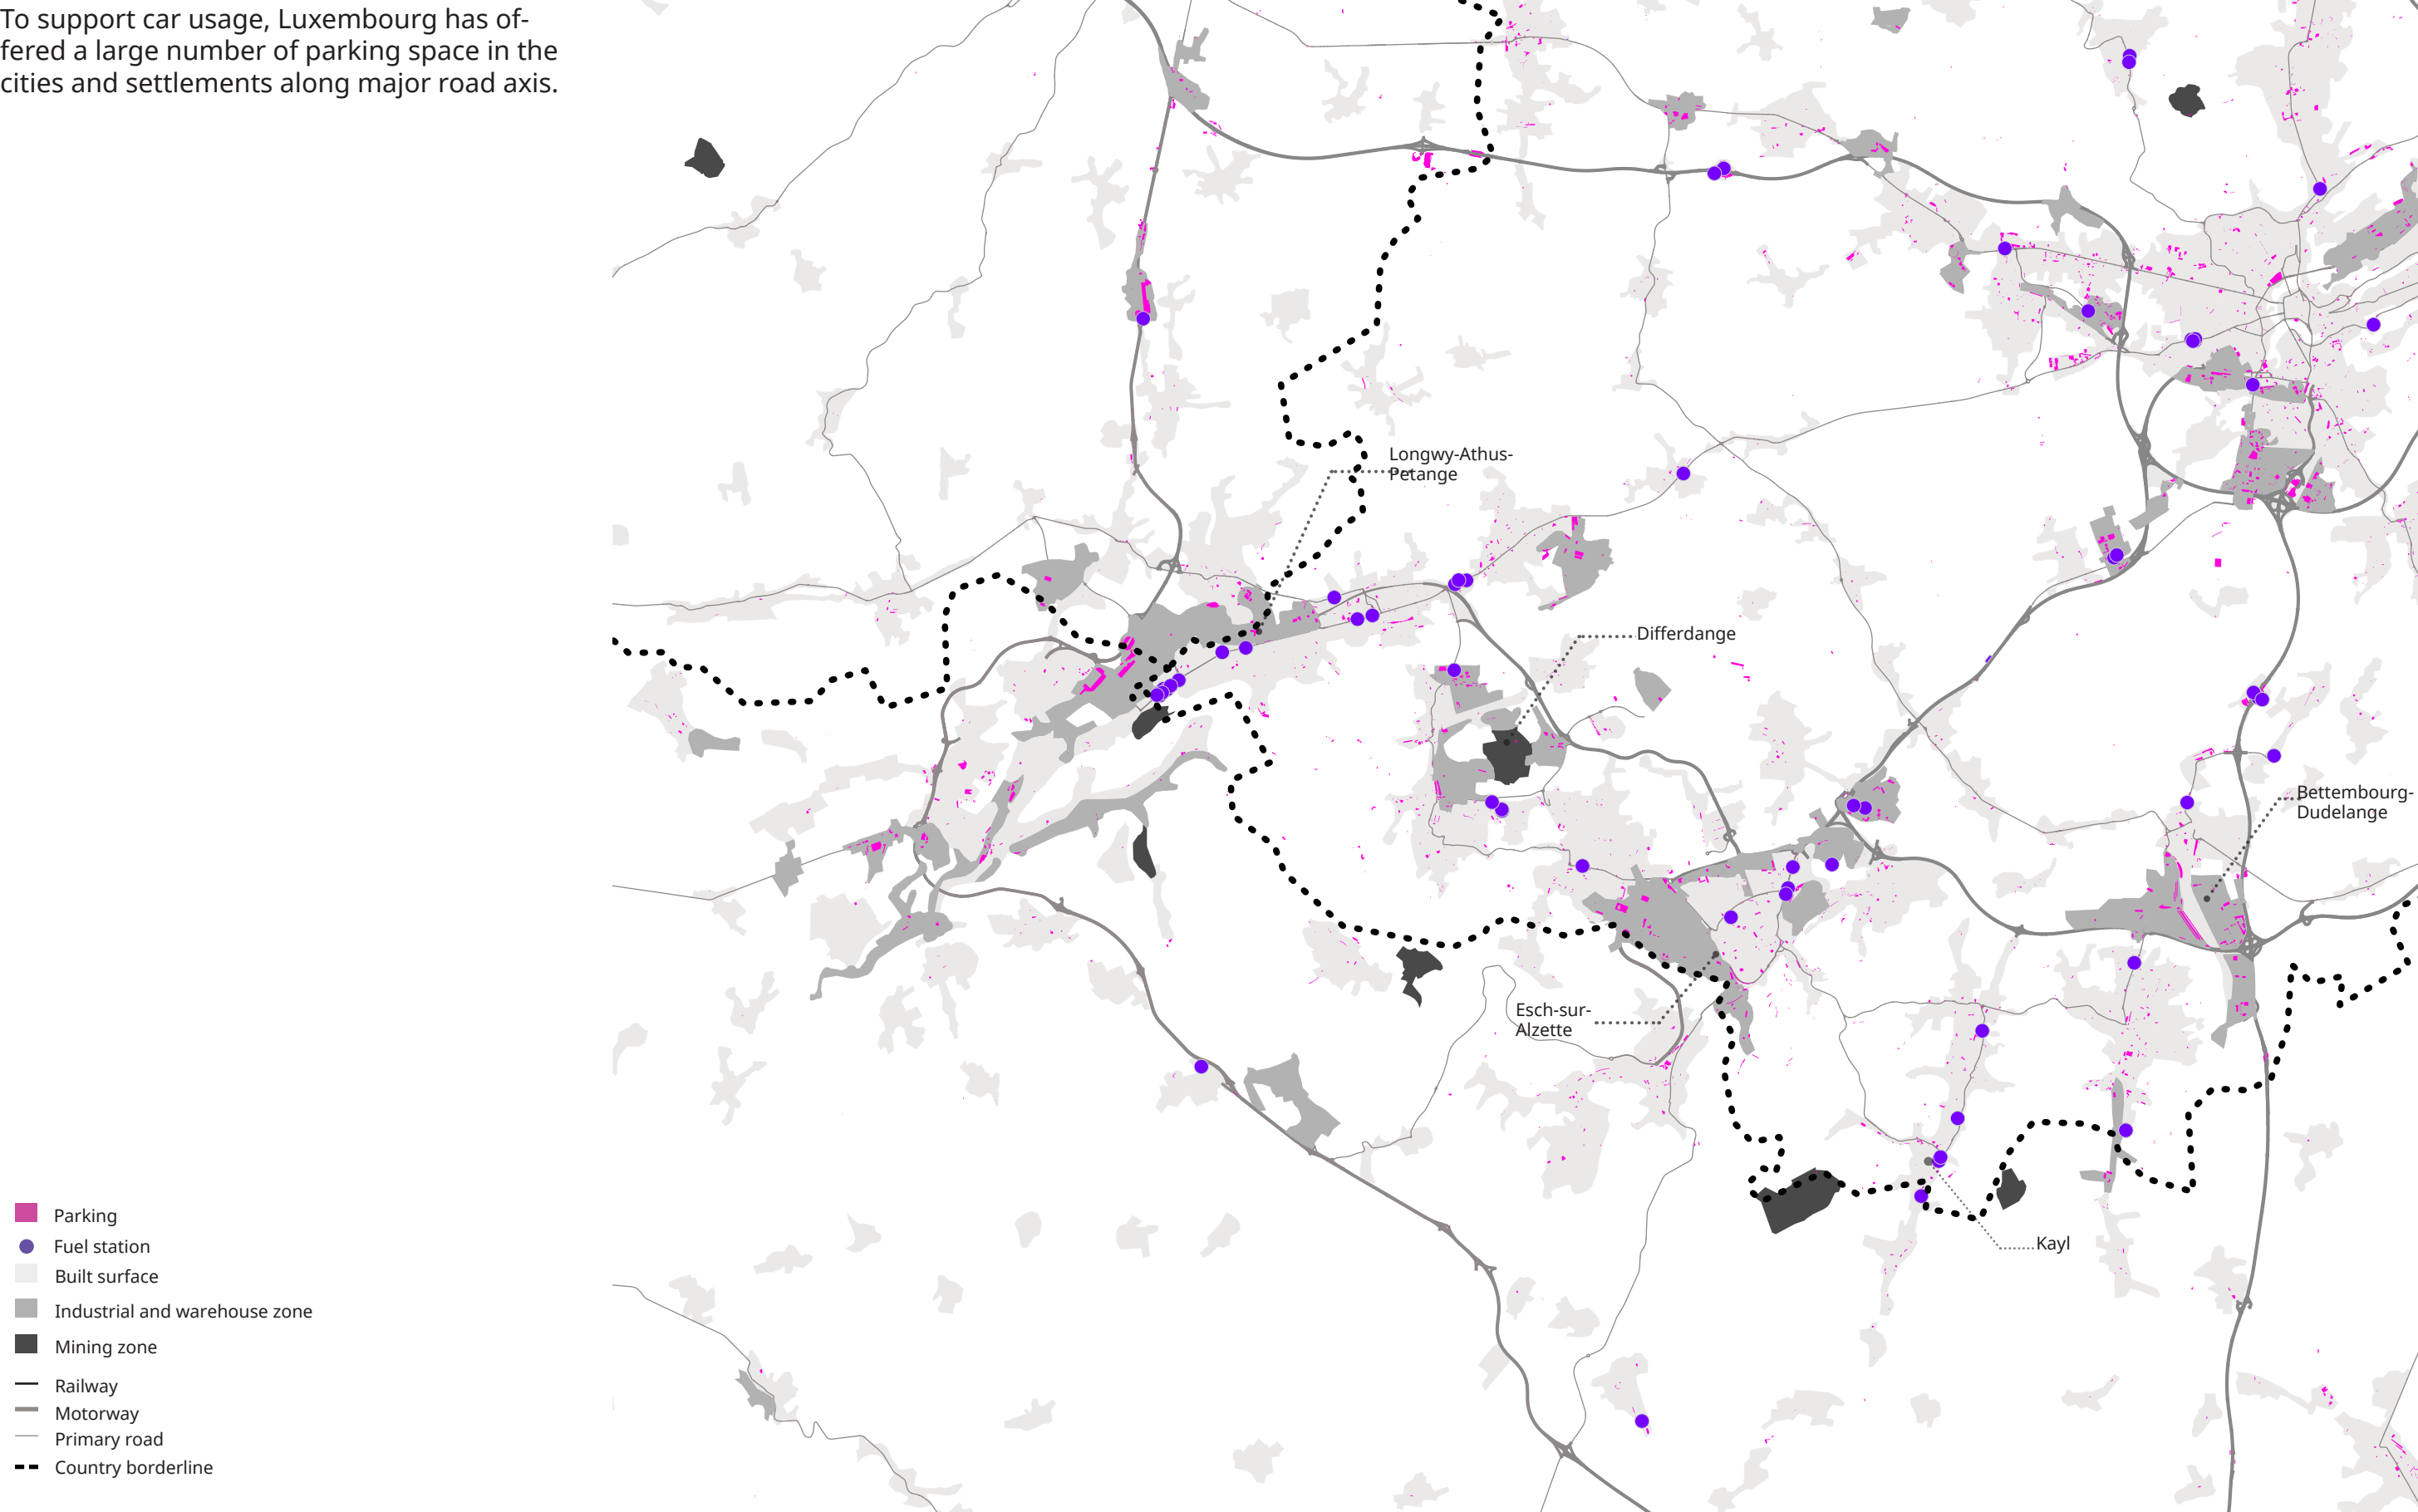 To support car usage, Luxembourg has of-
fered a large number of parking space in the
cities and settlements along major road axis.
Longwy-Athus-
Petange
Differdange
Bettembourg-
Dudelange
Esch-sur-
Alzette
Kayl
Parking
Fuel station
Built surface
Industrial and warehouse zone
Mining zone
Railway
Motorway
Primary road
Country borderline